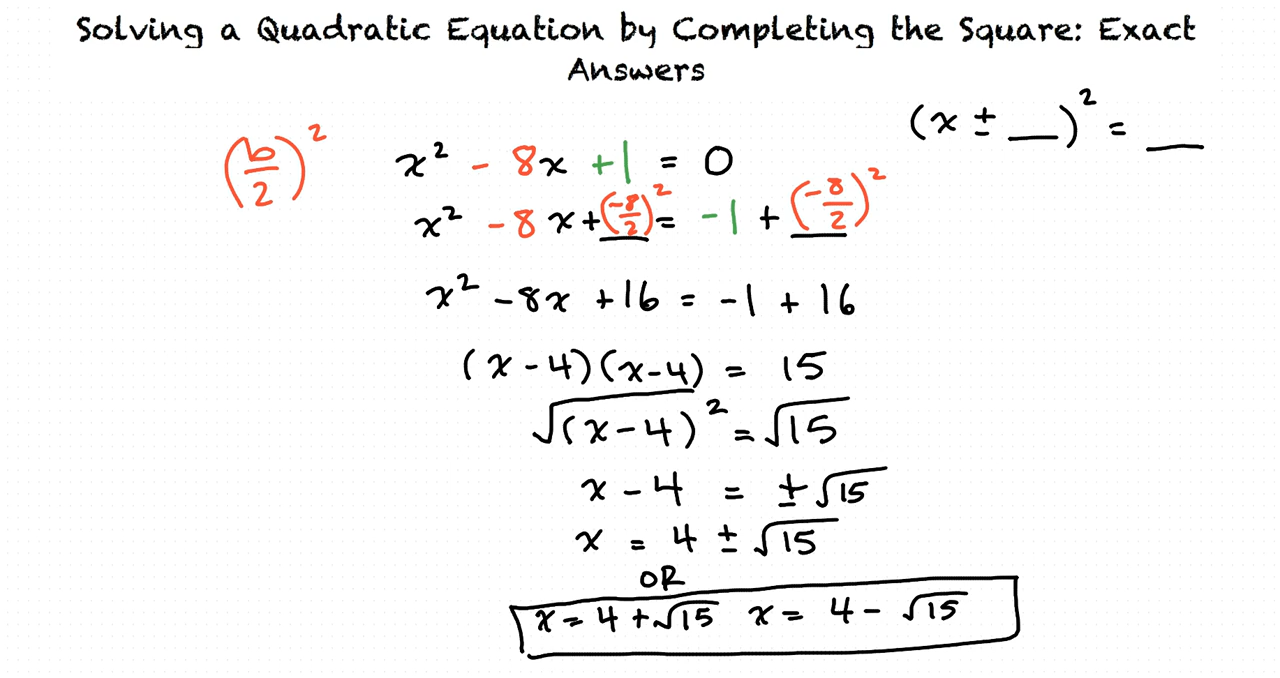 Solving a Quadratic Equation by Completing the Square: Exact
Answers
(x ± __)² = __
(b/2)²
x² - 8x + 1 = 0
x² - 8x + (-8/2)² = -1 + (-8/2)²
x² - 8x + 16 = -1 + 16
(x - 4)(x - 4) = 15
√(x - 4)² = √15
x - 4 = ± √15
x = 4 ± √15
OR
x = 4 + √15 x = 4 - √15